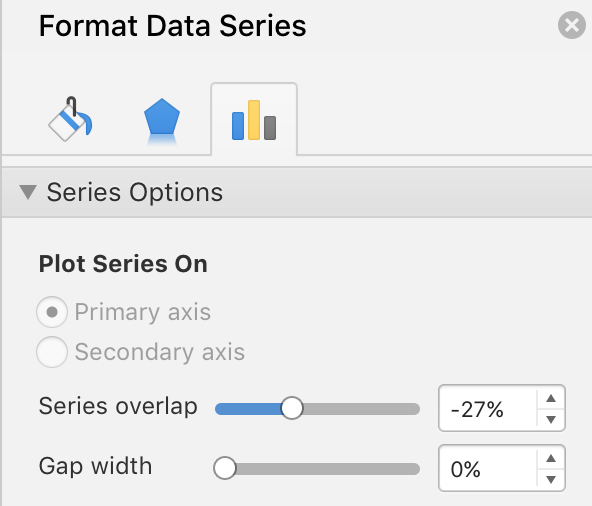 Format Data Series
Series Options
Plot Series On
Primary axis
Secondary axis
Series overlap -27%
Gap width 0%